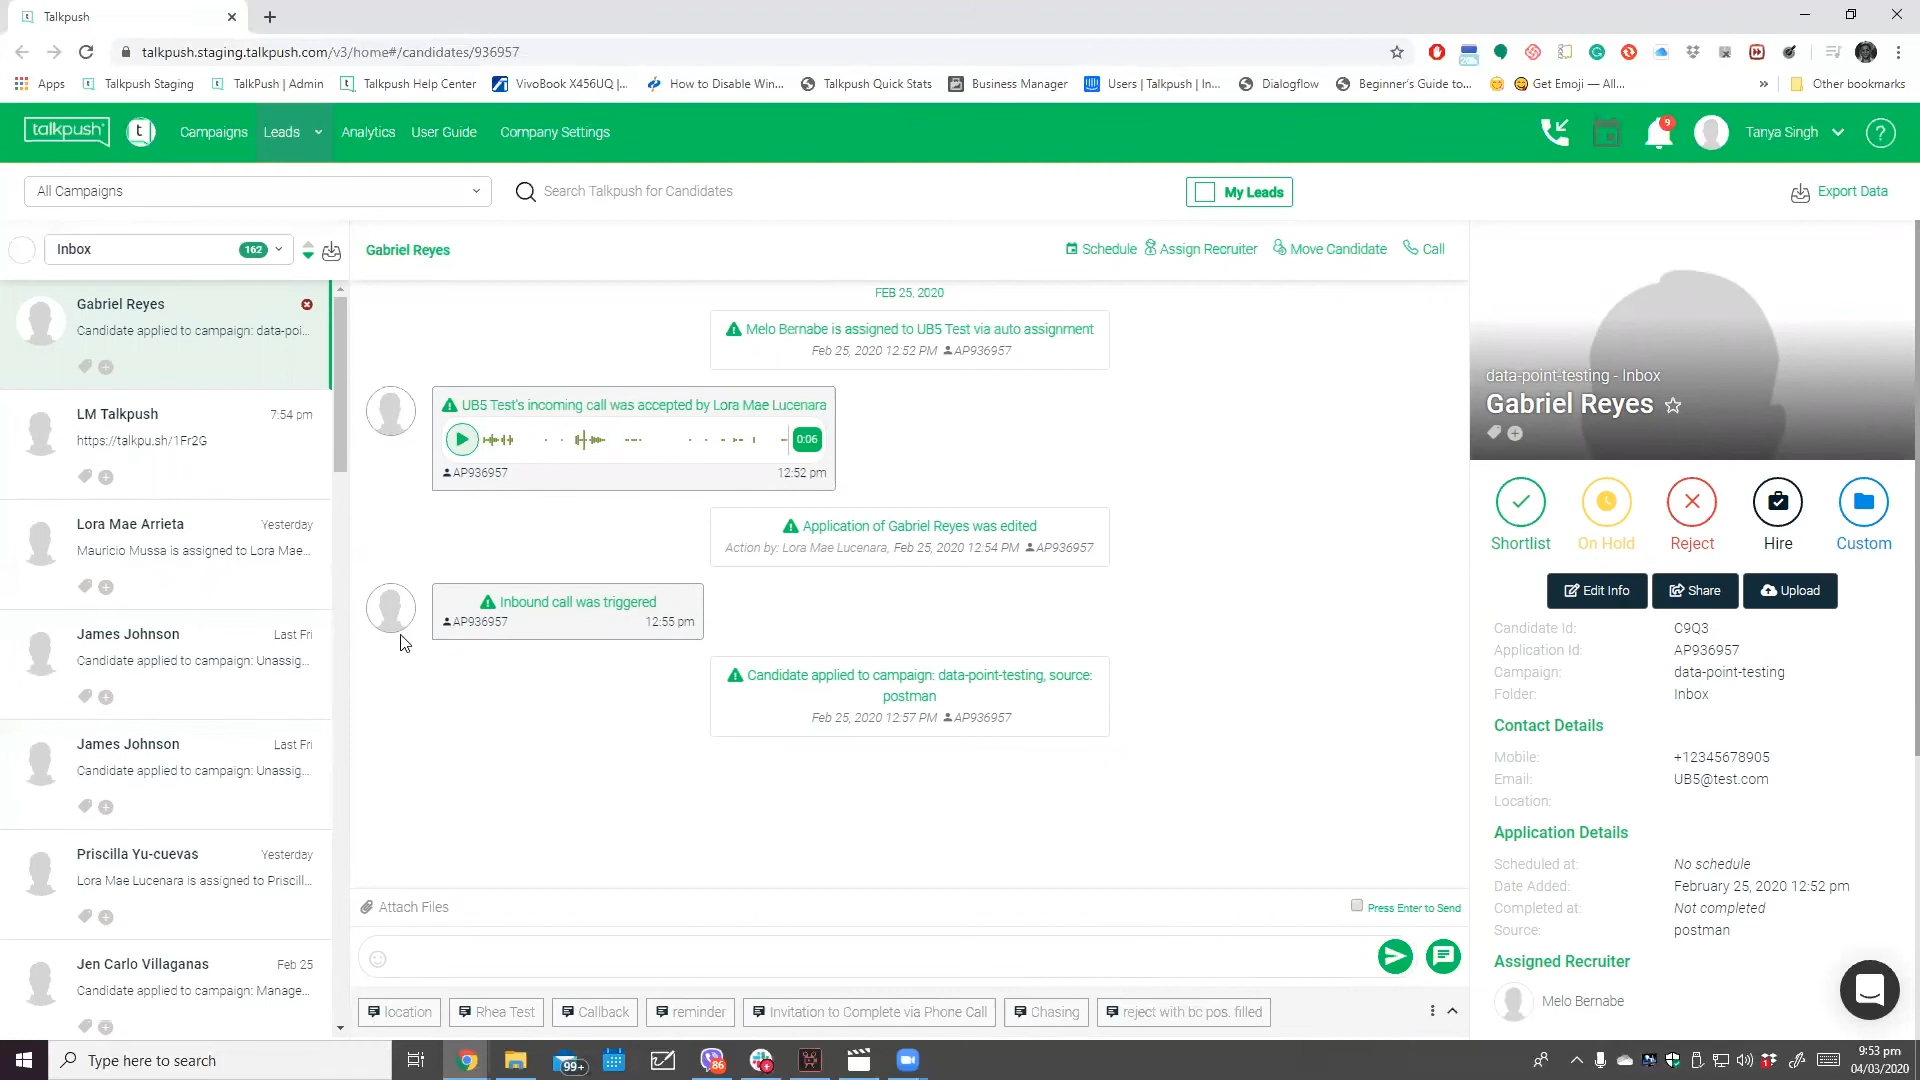 Talkpush
talkpush.staging.talkpush.com/v3/home#/candidates/936957
Apps
Talkpush Staging
TalkPush | Admin
Talkpush Help Center
VivoBook X456UQ |...
How to Disable Win...
Talkpush Quick Stats
Business Manager
Users | Talkpush | In...
Dialogflow
Beginner's Guide to...
Get Emoji — All...
»
Other bookmarks
talkpush
t
Campaigns
Leads
Analytics
User Guide
Company Settings
9
Tanya Singh
?
All Campaigns
Search Talkpush for Candidates
My Leads
Export Data
Inbox
162
Gabriel Reyes
Schedule
Assign Recruiter
Move Candidate
Call
Gabriel Reyes
Candidate applied to campaign: data-poi...
LM Talkpush
7:54 pm
https://talkpu.sh/1Fr2G
Lora Mae Arrieta
Yesterday
Mauricio Mussa is assigned to Lora Mae...
James Johnson
Last Fri
Candidate applied to campaign: Unassig...
James Johnson
Last Fri
Candidate applied to campaign: Unassig...
Priscilla Yu-cuevas
Yesterday
Lora Mae Lucenara is assigned to Priscill...
Jen Carlo Villaganas
Feb 25
Candidate applied to campaign: Manage...
FEB 25, 2020
Melo Bernabe is assigned to UB5 Test via auto assignment
Feb 25, 2020 12:52 PM AP936957
UB5 Test's incoming call was accepted by Lora Mae Lucenara
0:06
AP936957
12:52 pm
Application of Gabriel Reyes was edited
Action by: Lora Mae Lucenara, Feb 25, 2020 12:54 PM AP936957
Inbound call was triggered
AP936957
12:55 pm
Candidate applied to campaign: data-point-testing, source:
postman
Feb 25, 2020 12:57 PM AP936957
Attach Files
Press Enter to Send
location
Rhea Test
Callback
reminder
Invitation to Complete via Phone Call
Chasing
reject with bc pos. filled
data-point-testing - Inbox
Gabriel Reyes
Shortlist
On Hold
Reject
Hire
Custom
Edit Info
Share
Upload
Candidate Id: C9Q3
Application Id: AP936957
Campaign: data-point-testing
Folder: Inbox
Contact Details
Mobile: +12345678905
Email: UB5@test.com
Location:
Application Details
Scheduled at: No schedule
Date Added: February 25, 2020 12:52 pm
Completed at: Not completed
Source: postman
Assigned Recruiter
Melo Bernabe
Type here to search
99+
86
9:53 pm
04/03/2020